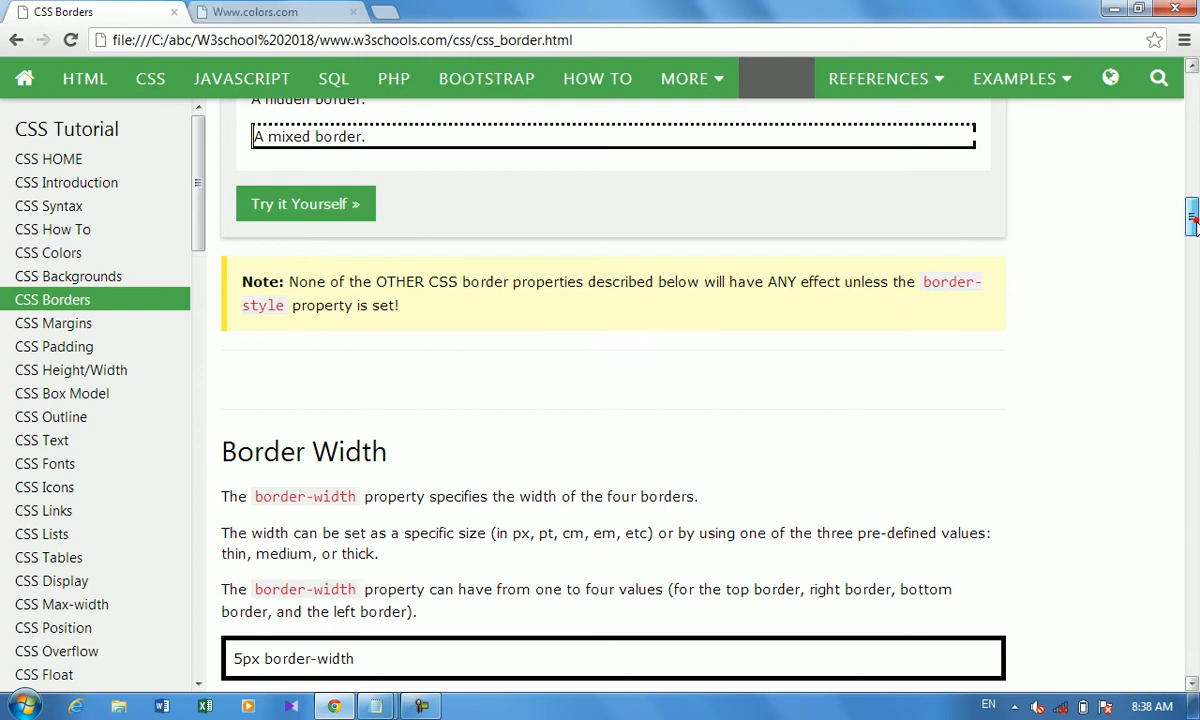 CSS Borders
Www.colors.com
file:///C:/abc/W3school%202018/www.w3schools.com/css/css_border.html
HTML CSS JAVASCRIPT SQL PHP BOOTSTRAP HOW TO MORE REFERENCES EXAMPLES
CSS Tutorial
CSS HOME
CSS Introduction
CSS Syntax
CSS How To
CSS Colors
CSS Backgrounds
CSS Borders
CSS Margins
CSS Padding
CSS Height/Width
CSS Box Model
CSS Outline
CSS Text
CSS Fonts
CSS Icons
CSS Links
CSS Lists
CSS Tables
CSS Display
CSS Max-width
CSS Position
CSS Overflow
CSS Float
A hidden border.
A mixed border.
Try it Yourself »
Note: None of the OTHER CSS border properties described below will have ANY effect unless the border-
style property is set!
Border Width
The border-width property specifies the width of the four borders.
The width can be set as a specific size (in px, pt, cm, em, etc) or by using one of the three pre-defined values:
thin, medium, or thick.
The border-width property can have from one to four values (for the top border, right border, bottom
border, and the left border).
5px border-width
EN
8:38 AM